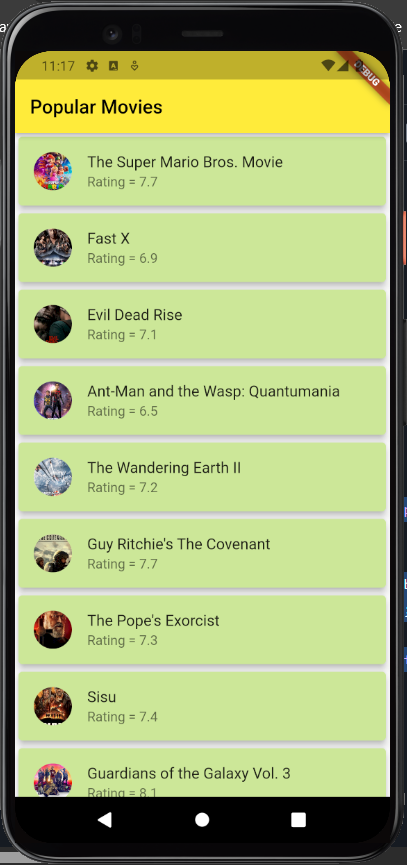 11:17
DEBUG
Popular Movies
The Super Mario Bros. Movie
Rating = 7.7
Fast X
Rating = 6.9
Evil Dead Rise
Rating = 7.1
Ant-Man and the Wasp: Quantumania
Rating = 6.5
The Wandering Earth II
Rating = 7.2
Guy Ritchie's The Covenant
Rating = 7.7
The Pope's Exorcist
Rating = 7.3
Sisu
Rating = 7.4
Guardians of the Galaxy Vol. 3
Rating = 8.1